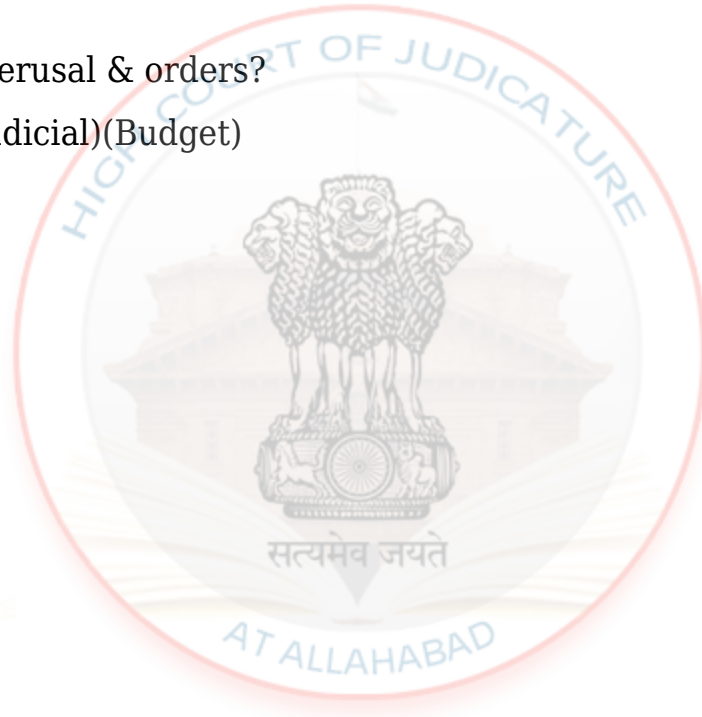 erusal & orders?
dicial)(Budget)
HIGH COURT OF JUDICATURE
सत्यमेव जयते
AT ALLAHABAD